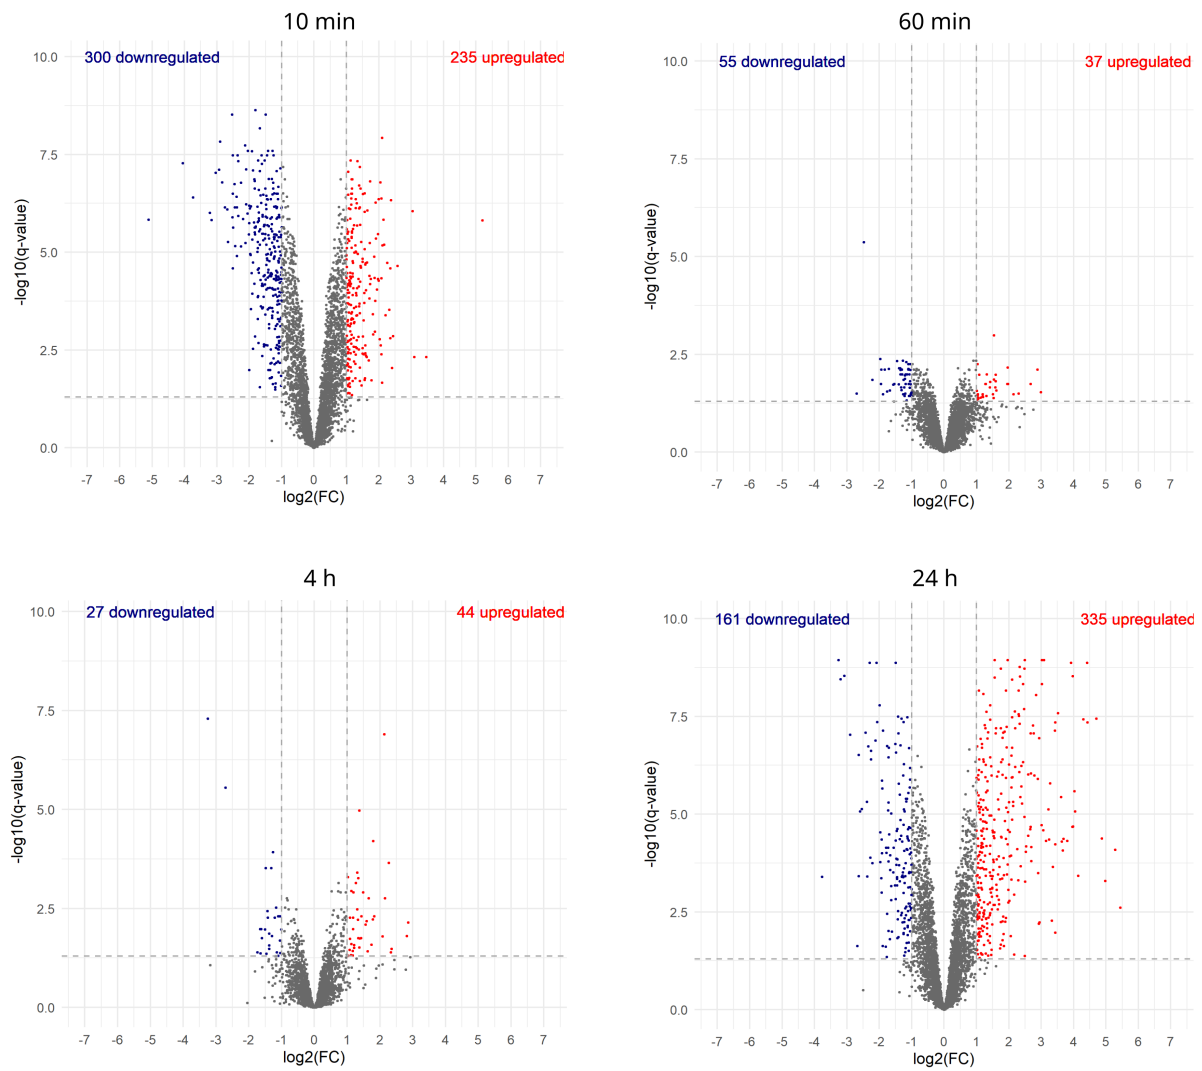 10 min
300 downregulated
235 upregulated
10.0
7.5
5.0
2.5
0.0
-log10(q-value)
-7 -6 -5 -4 -3 -2 -1 0 1 2 3 4 5 6 7
log2(FC)
60 min
55 downregulated
37 upregulated
10.0
7.5
5.0
2.5
0.0
-log10(q-value)
-7 -6 -5 -4 -3 -2 -1 0 1 2 3 4 5 6 7
log2(FC)
4 h
27 downregulated
44 upregulated
10.0
7.5
5.0
2.5
0.0
-log10(q-value)
-7 -6 -5 -4 -3 -2 -1 0 1 2 3 4 5 6 7
log2(FC)
24 h
161 downregulated
335 upregulated
10.0
7.5
5.0
2.5
0.0
-log10(q-value)
-7 -6 -5 -4 -3 -2 -1 0 1 2 3 4 5 6 7
log2(FC)